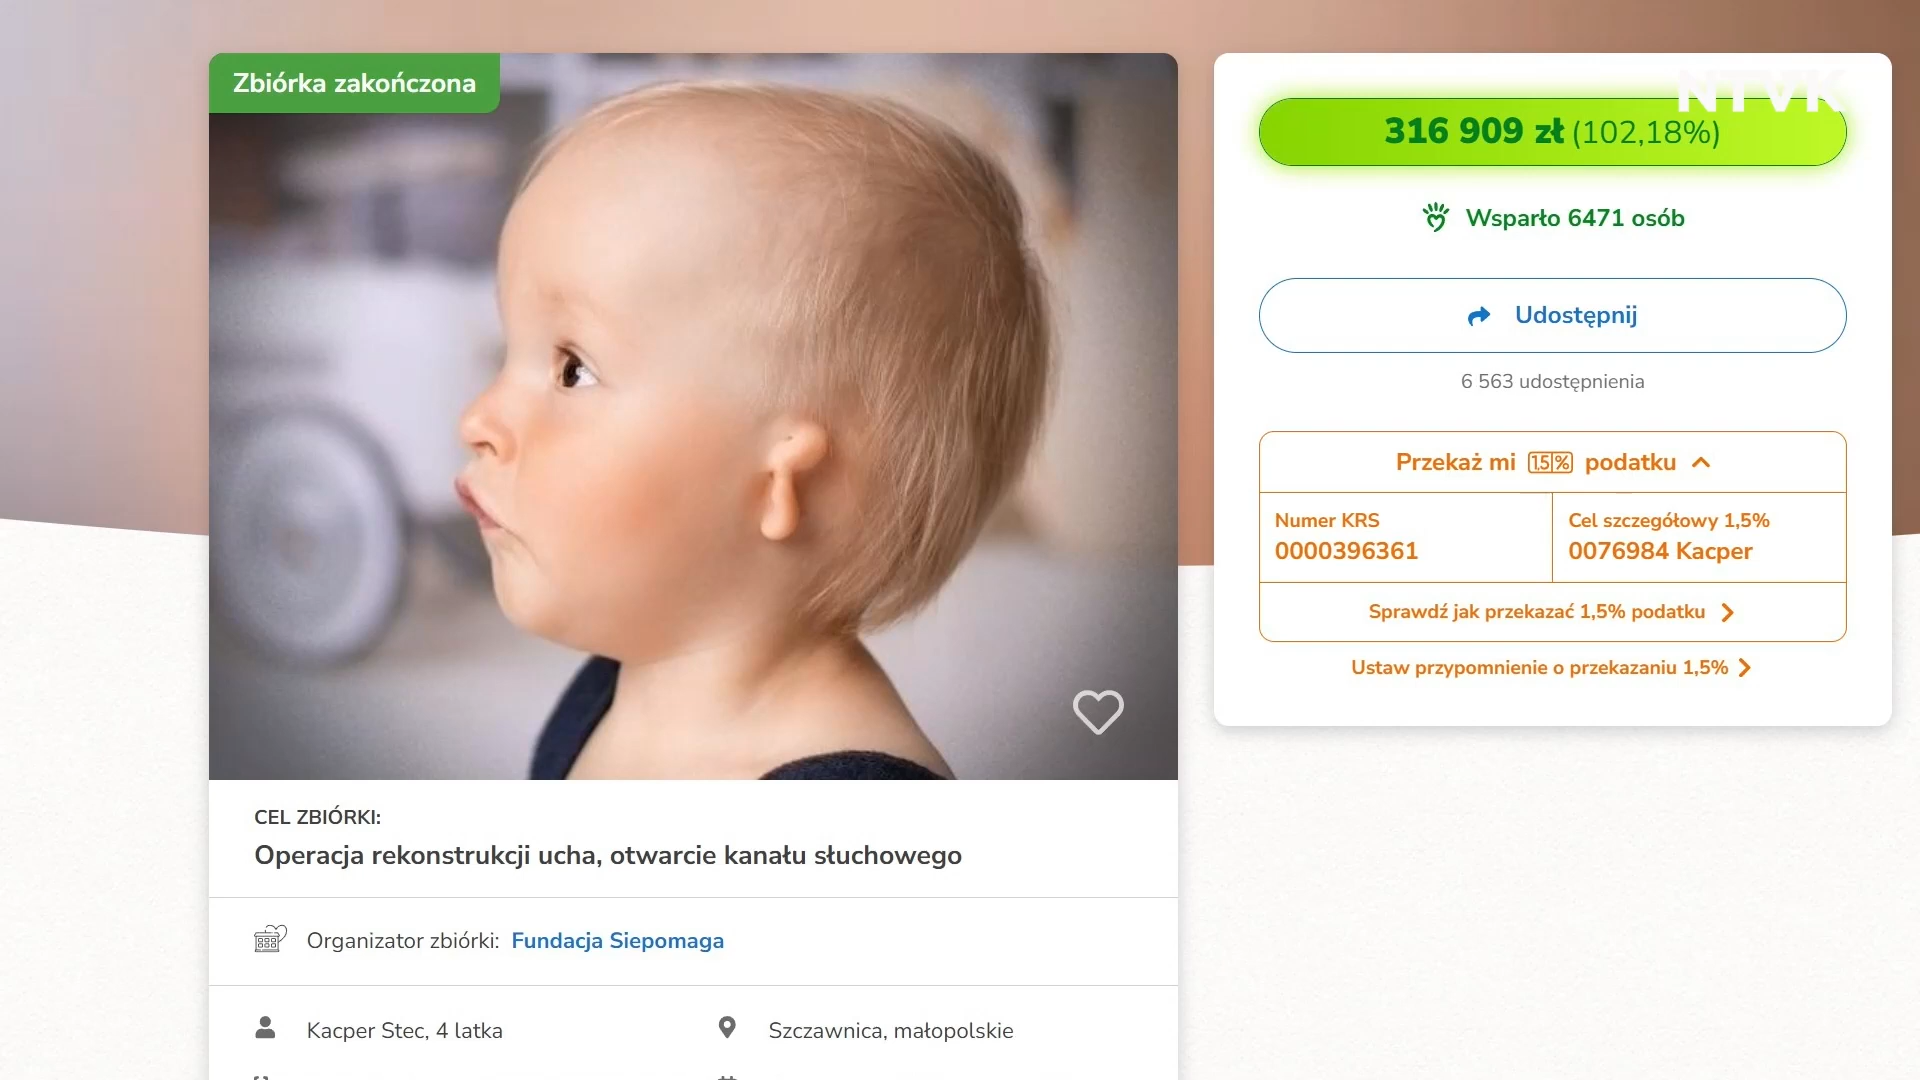 Zbiórka zakończona
NTVK
316 909 zł (102,18%)
Wsparło 6471 osób
Udostępnij
6 563 udostępnienia
Przekaż mi 1,5% podatku
Numer KRS
0000396361
Cel szczegółowy 1,5%
0076984 Kacper
Sprawdź jak przekazać 1,5% podatku
Ustaw przypomnienie o przekazaniu 1,5%
CEL ZBIÓRKI:
Operacja rekonstrukcji ucha, otwarcie kanału słuchowego
Organizator zbiórki: Fundacja Siepomaga
Kacper Stec, 4 latka
Szczawnica, małopolskie